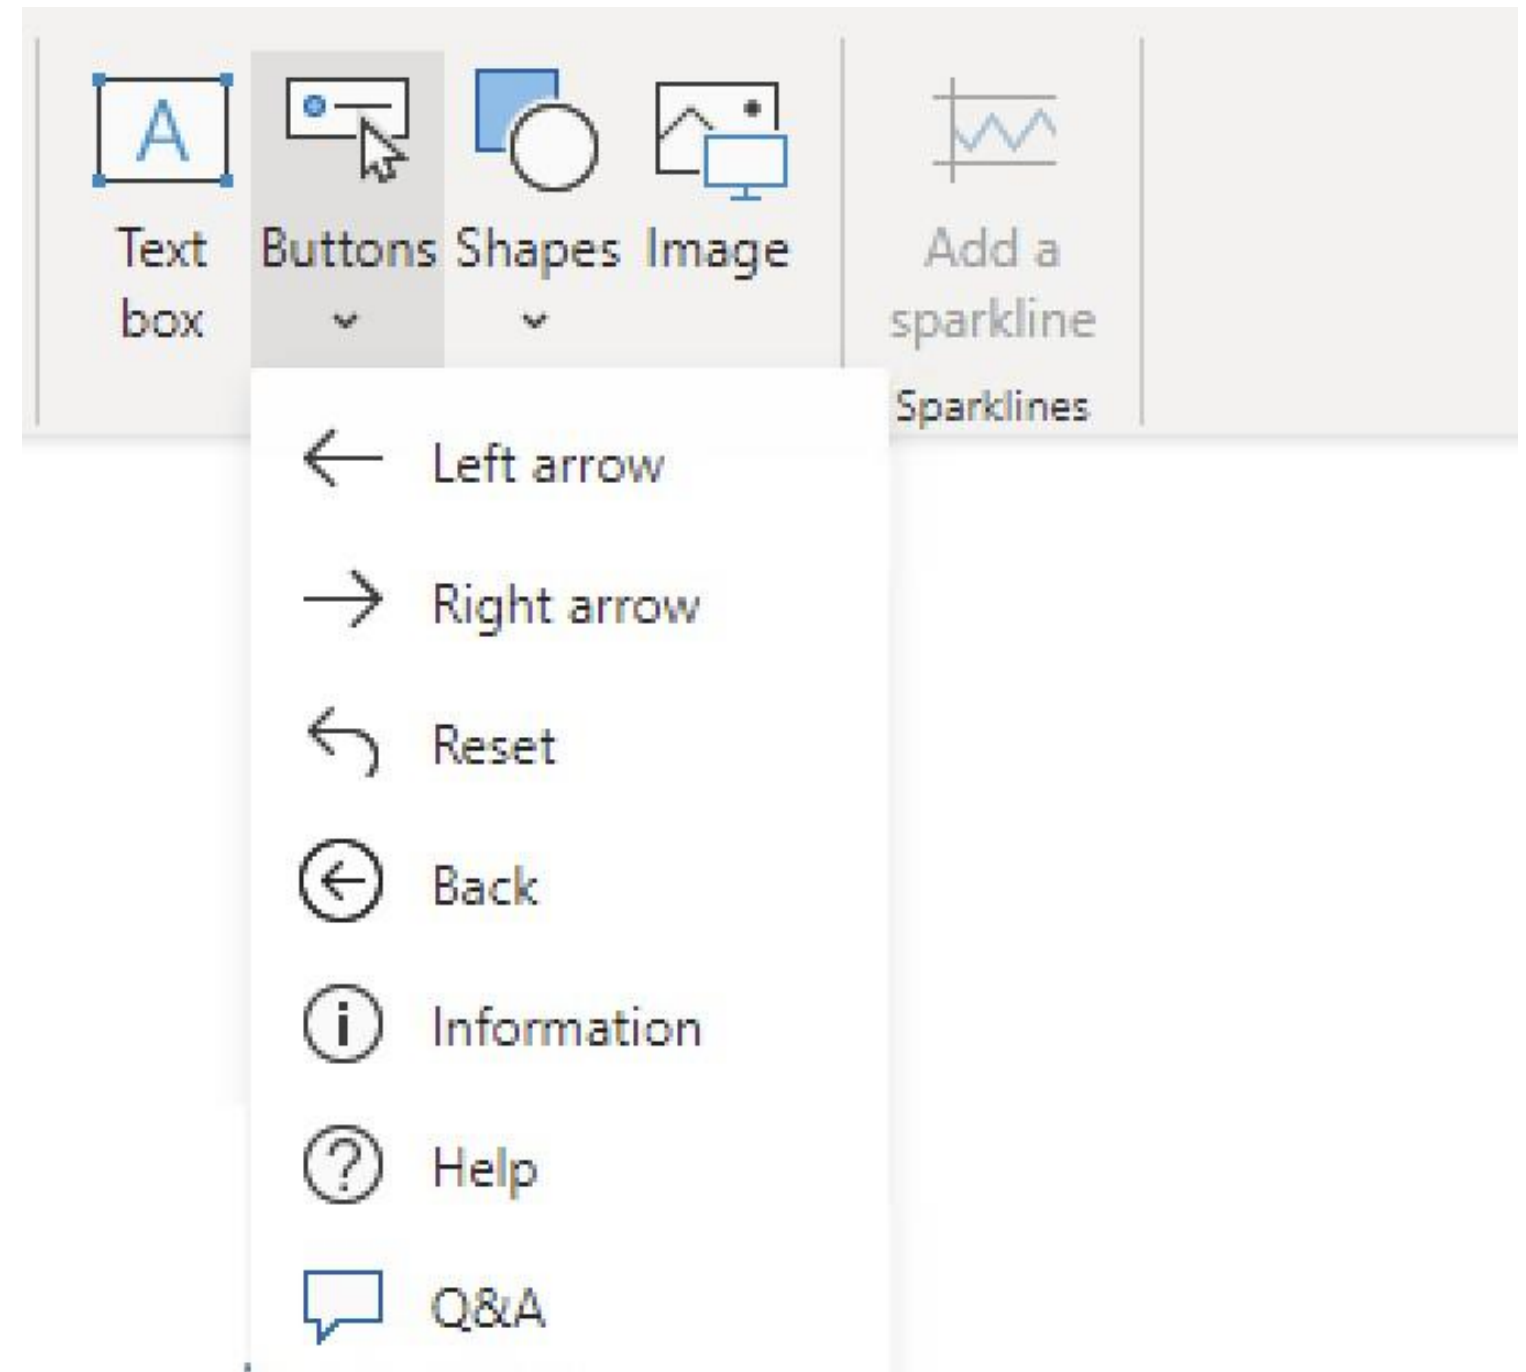 Text
box
Buttons
Shapes
Image
Add a
sparkline
Sparklines
Left arrow
Right arrow
Reset
Back
Information
Help
Q&A